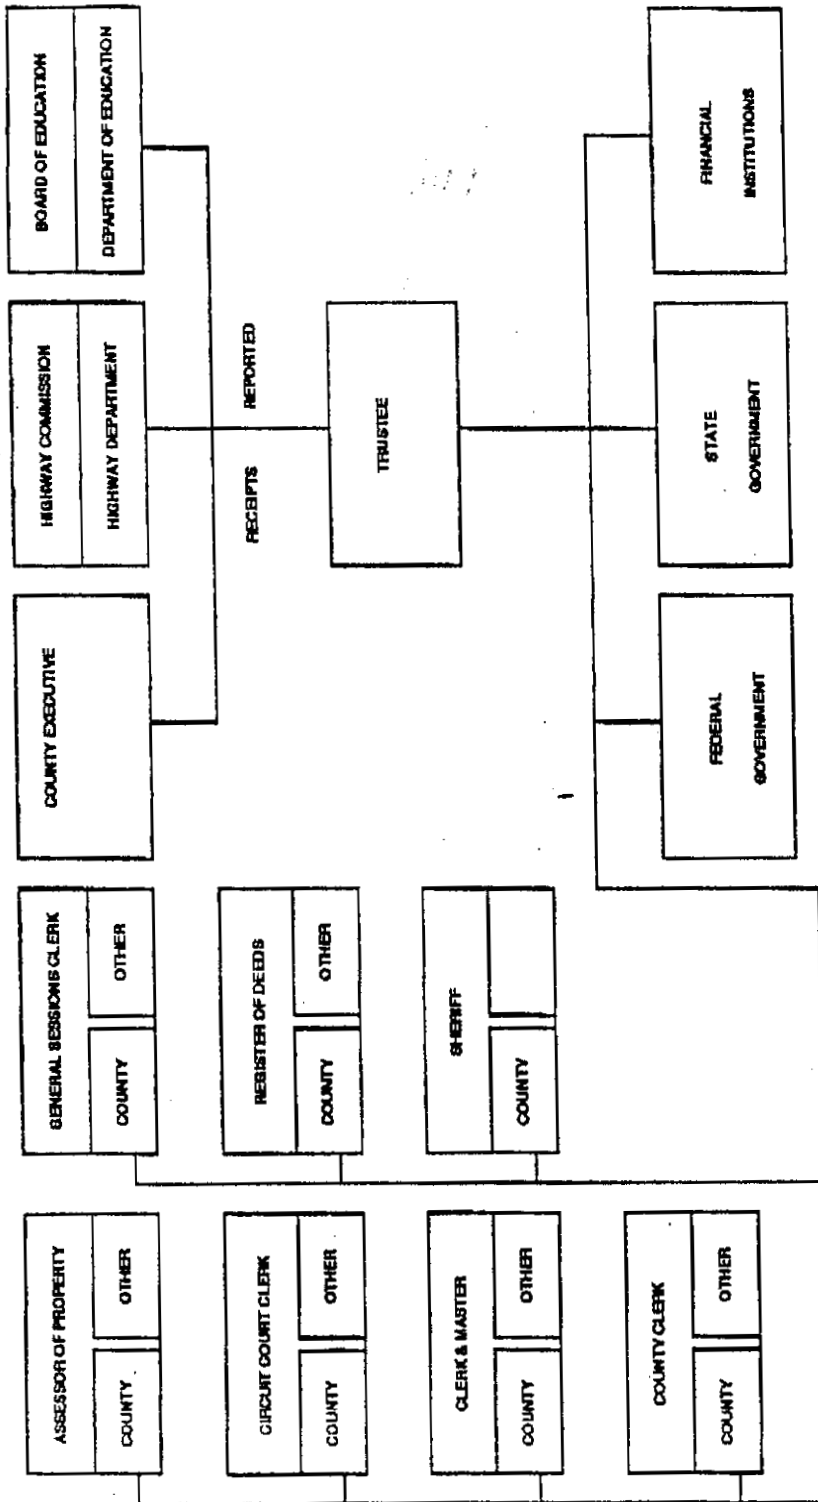 ASSESSOR OF PROPERTY
COUNTY
OTHER
GENERAL SESSIONS CLERK
COUNTY
OTHER
COUNTY EXECUTIVE
HIGHWAY COMMISSION
HIGHWAY DEPARTMENT
BOARD OF EDUCATION
DEPARTMENT OF EDUCATION
CIRCUIT COURT CLERK
COUNTY
OTHER
REGISTER OF DEEDS
COUNTY
OTHER
RECEIPTS
REPORTED
CLERK & MASTER
COUNTY
OTHER
SHERIFF
COUNTY
TRUSTEE
COUNTY CLERK
COUNTY
OTHER
FEDERAL
GOVERNMENT
STATE
GOVERNMENT
FINANCIAL
INSTITUTIONS